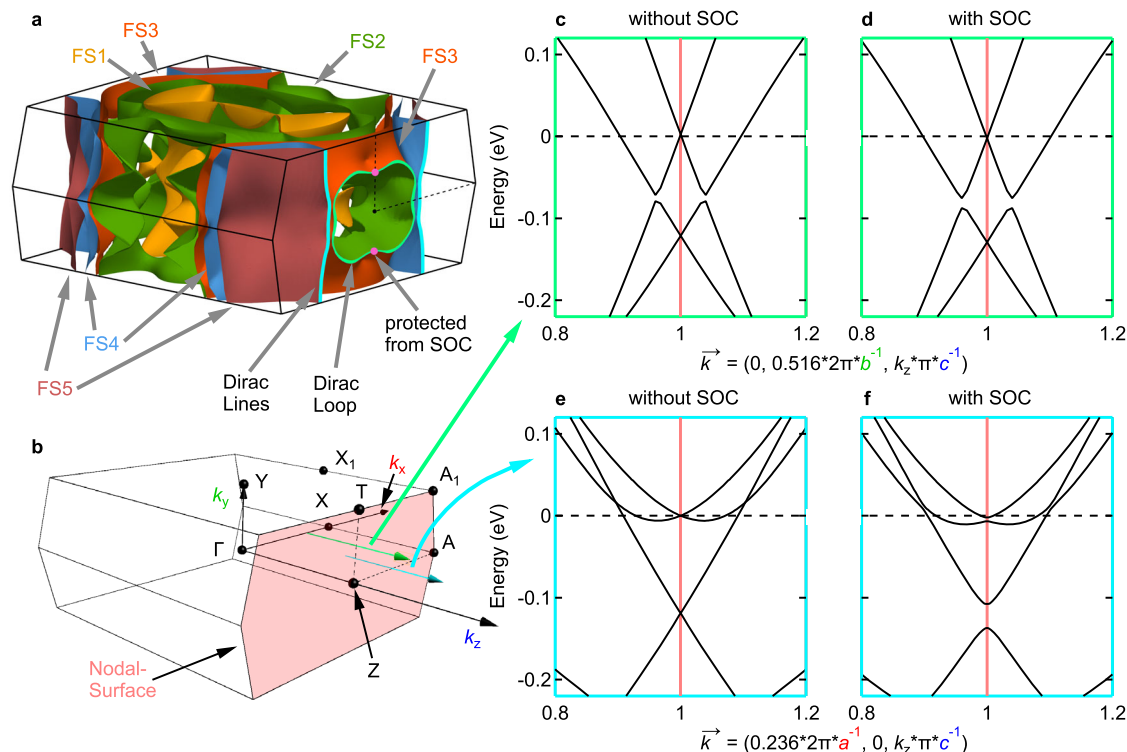 a
FS3
FS1
FS2
FS3
FS4
FS5
Dirac
Lines
Dirac
Loop
protected
from SOC
b
X₁
A₁
kₓ
Y
k_y
X
T
Γ
A
k_z
Z
Nodal-
Surface
c
without SOC
d
with SOC
Energy (eV)
0.1
0
-0.1
-0.2
0.8
1
1.2
0.8
1
1.2
k⃗ = (0, 0.516*2π*b⁻¹, k_z*π*c⁻¹)
e
without SOC
f
with SOC
Energy (eV)
0.1
0
-0.1
-0.2
0.8
1
1.2
0.8
1
1.2
k⃗ = (0.236*2π*a⁻¹, 0, k_z*π*c⁻¹)